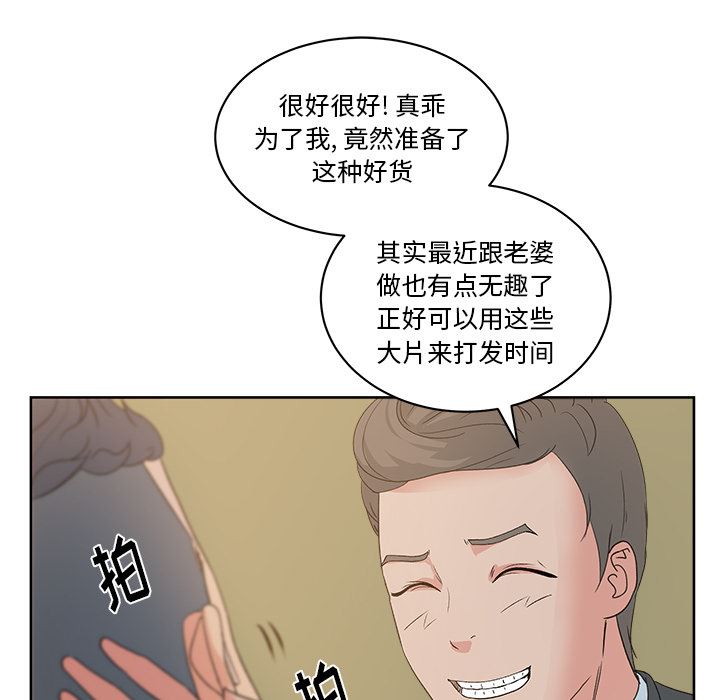 很好很好! 真乖
为了我, 竟然准备了
这种好货
其实最近跟老婆
做也有点无趣了
正好可以用这些
大片来打发时间
拍
拍